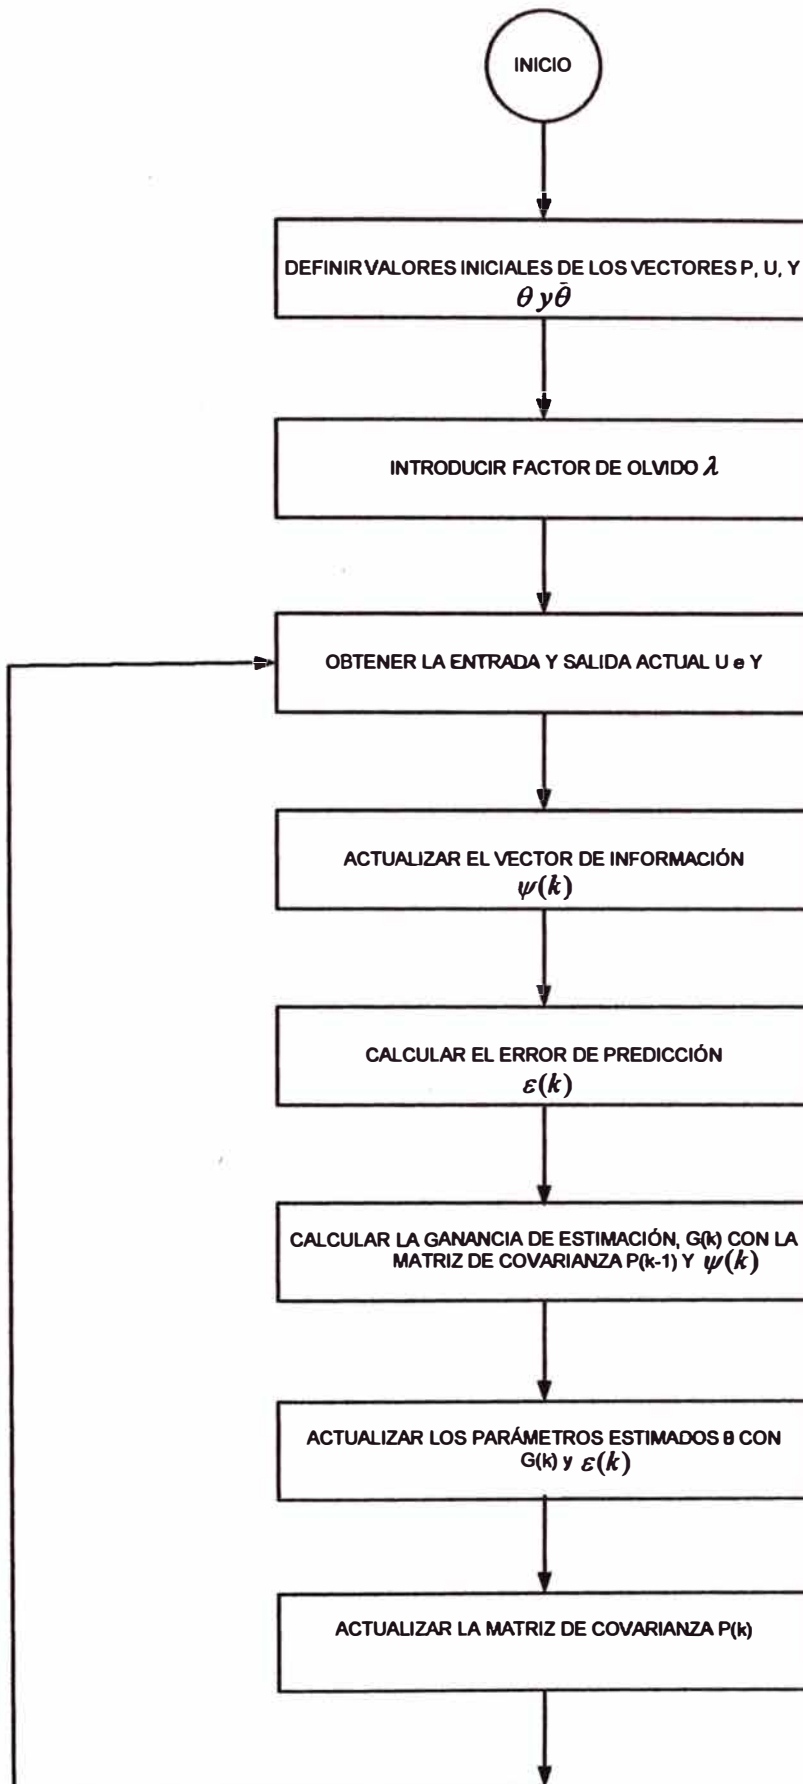 INICIO
DEFINIR VALORES INICIALES DE LOS VECTORES P, U, Y
θ y θ̄
INTRODUCIR FACTOR DE OLVIDO λ
OBTENER LA ENTRADA Y SALIDA ACTUAL U e Y
ACTUALIZAR EL VECTOR DE INFORMACIÓN
ψ(k)
CALCULAR EL ERROR DE PREDICCIÓN
ε(k)
CALCULAR LA GANANCIA DE ESTIMACIÓN, G(k) CON LA
MATRIZ DE COVARIANZA P(k-1) Y ψ(k)
ACTUALIZAR LOS PARÁMETROS ESTIMADOS θ CON
G(k) y ε(k)
ACTUALIZAR LA MATRIZ DE COVARIANZA P(k)